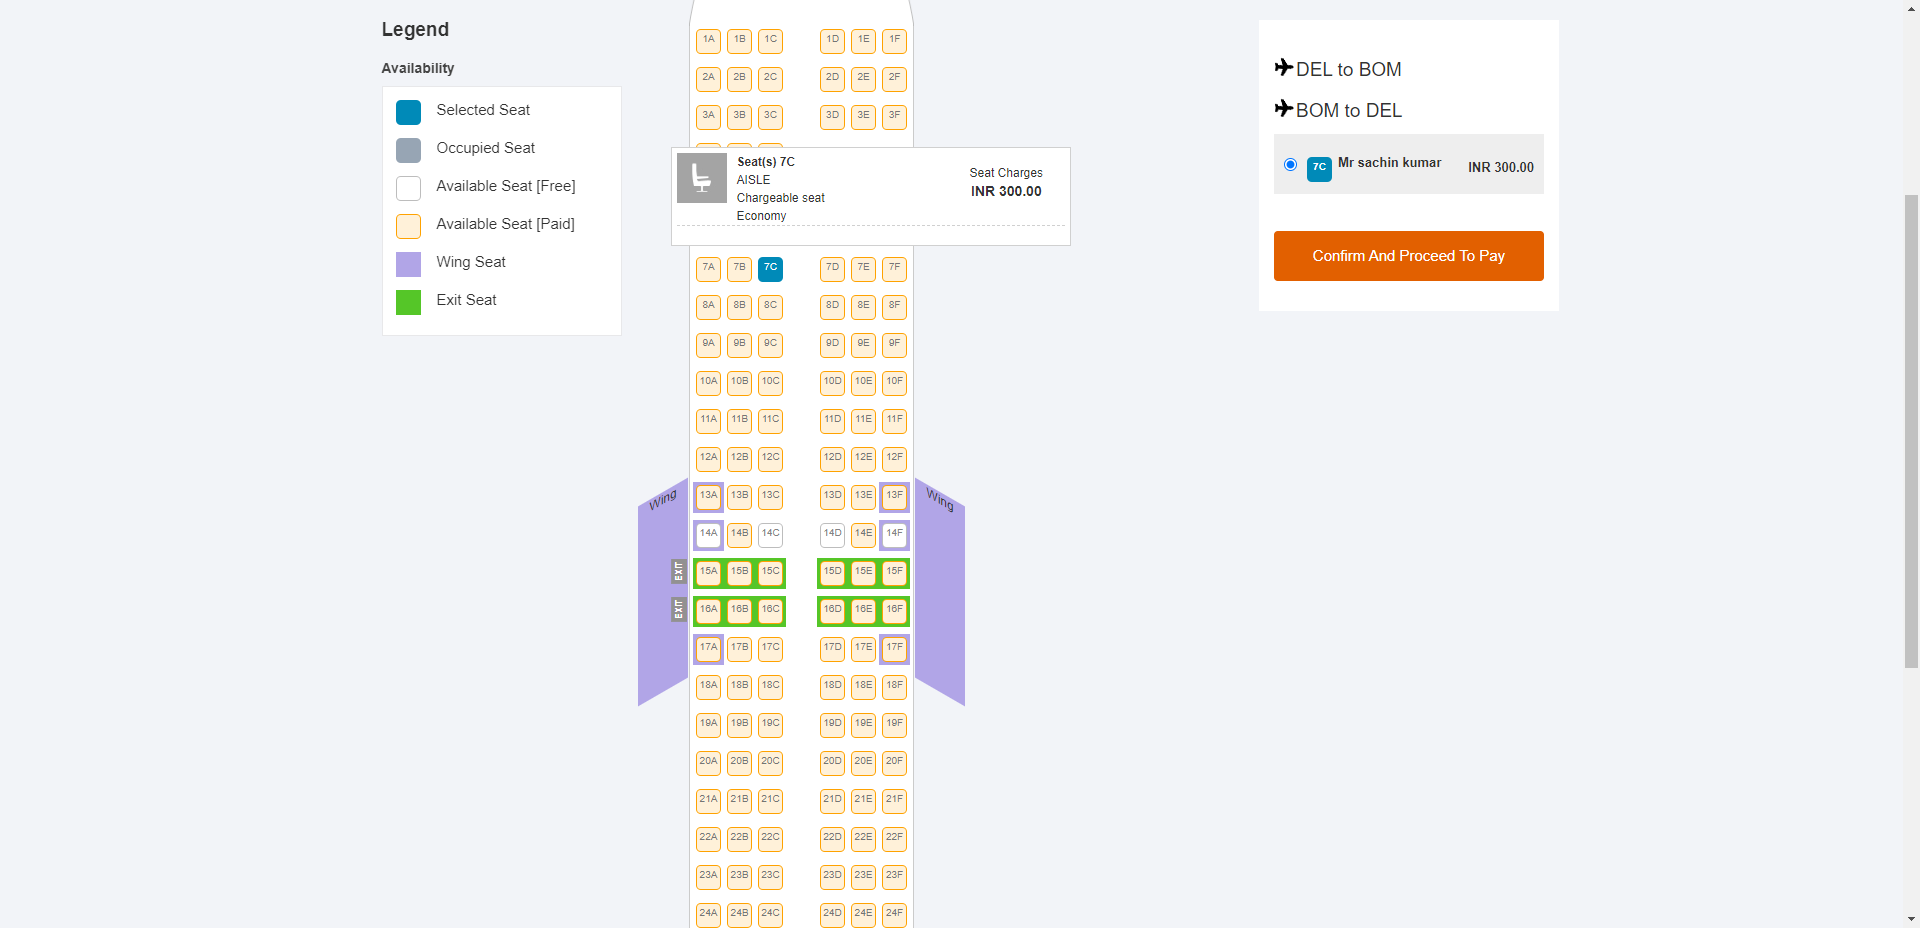 Legend
Availability
Selected Seat
Occupied Seat
Available Seat [Free]
Available Seat [Paid]
Wing Seat
Exit Seat
1A 1B 1C 1D 1E 1F
2A 2B 2C 2D 2E 2F
3A 3B 3C 3D 3E 3F
Seat(s) 7C
AISLE
Chargeable seat
Economy
Seat Charges
INR 300.00
7A 7B 7C 7D 7E 7F
8A 8B 8C 8D 8E 8F
9A 9B 9C 9D 9E 9F
10A 10B 10C 10D 10E 10F
11A 11B 11C 11D 11E 11F
12A 12B 12C 12D 12E 12F
Wing 13A 13B 13C 13D 13E 13F Wing
14A 14B 14C 14D 14E 14F
EXIT 15A 15B 15C 15D 15E 15F
EXIT 16A 16B 16C 16D 16E 16F
17A 17B 17C 17D 17E 17F
18A 18B 18C 18D 18E 18F
19A 19B 19C 19D 19E 19F
20A 20B 20C 20D 20E 20F
21A 21B 21C 21D 21E 21F
22A 22B 22C 22D 22E 22F
23A 23B 23C 23D 23E 23F
24A 24B 24C 24D 24E 24F
DEL to BOM
BOM to DEL
7C Mr sachin kumar INR 300.00
Confirm And Proceed To Pay